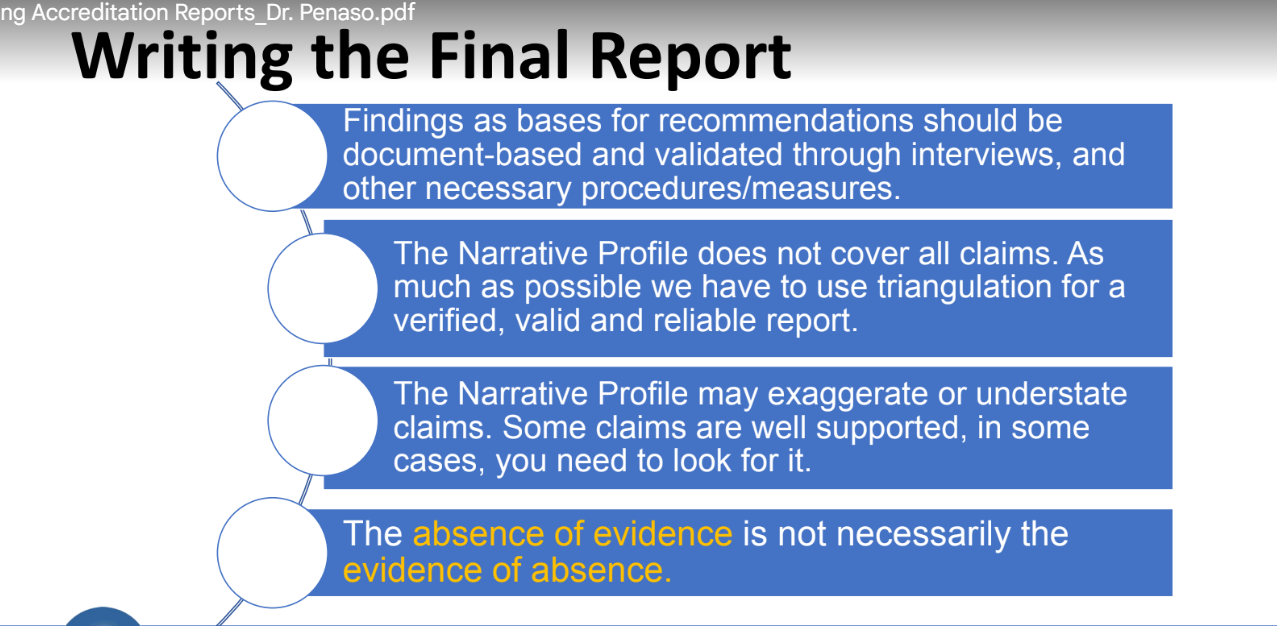 ng Accreditation Reports_Dr. Penaso.pdf
Writing the Final Report
Findings as bases for recommendations should be
document-based and validated through interviews, and
other necessary procedures/measures.
The Narrative Profile does not cover all claims. As
much as possible we have to use triangulation for a
verified, valid and reliable report.
The Narrative Profile may exaggerate or understate
claims. Some claims are well supported, in some
cases, you need to look for it.
The absence of evidence is not necessarily the
evidence of absence.